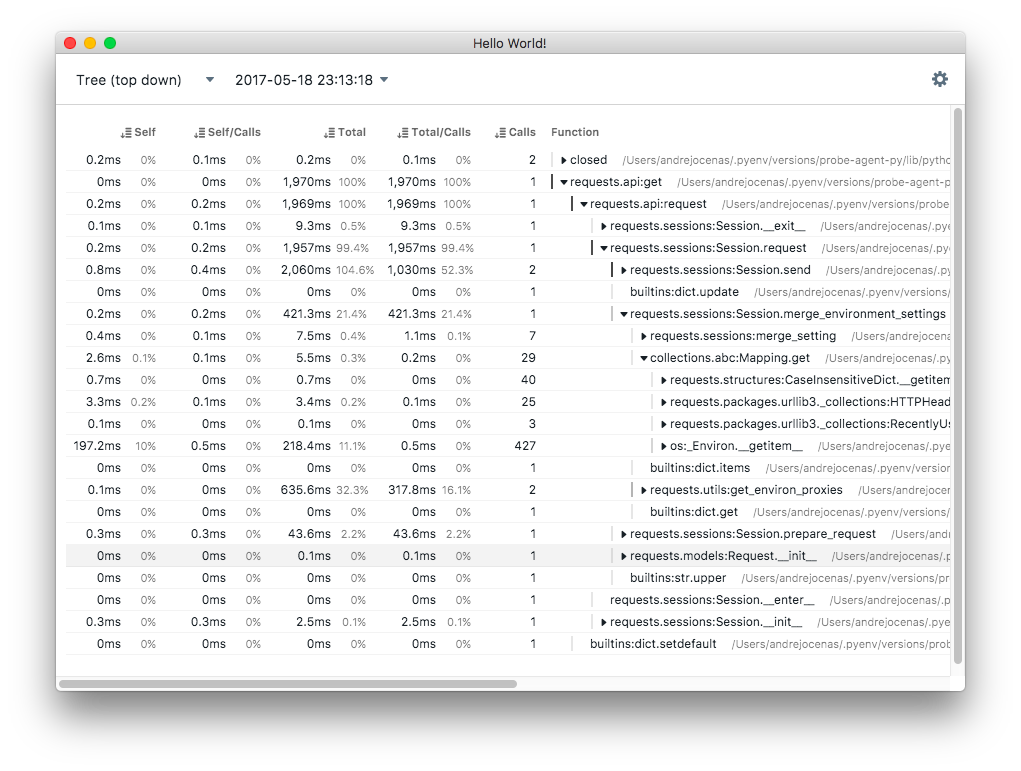 Hello World!
Tree (top down) 2017-05-18 23:13:18
Self Self/Calls Total Total/Calls Calls Function
0.2ms 0% 0.1ms 0% 0.2ms 0% 0.1ms 0% 2 closed /Users/andrejocenas/.pyenv/versions/probe-agent-py/lib/pytho
0ms 0% 0ms 0% 1,970ms 100% 1,970ms 100% 1 requests.api:get /Users/andrejocenas/.pyenv/versions/probe-agent-p
0.2ms 0% 0.2ms 0% 1,969ms 100% 1,969ms 100% 1 requests.api:request /Users/andrejocenas/.pyenv/versions/probe
0.1ms 0% 0.1ms 0% 9.3ms 0.5% 9.3ms 0.5% 1 requests.sessions:Session.__exit__ /Users/andrejocenas/.pye
0.2ms 0% 0.2ms 0% 1,957ms 99.4% 1,957ms 99.4% 1 requests.sessions:Session.request /Users/andrejocenas/.pye
0.8ms 0% 0.4ms 0% 2,060ms 104.6% 1,030ms 52.3% 2 requests.sessions:Session.send /Users/andrejocenas/.py
0ms 0% 0ms 0% 0ms 0% 0ms 0% 1 builtins:dict.update /Users/andrejocenas/.pyenv/versions/
0.2ms 0% 0.2ms 0% 421.3ms 21.4% 421.3ms 21.4% 1 requests.sessions:Session.merge_environment_settings
0.4ms 0% 0.1ms 0% 7.5ms 0.4% 1.1ms 0.1% 7 requests.sessions:merge_setting /Users/andrejocenas/
2.6ms 0.1% 0.1ms 0% 5.5ms 0.3% 0.2ms 0% 29 collections.abc:Mapping.get /Users/andrejocenas/.py
0.7ms 0% 0ms 0% 0.7ms 0% 0ms 0% 40 requests.structures:CaseInsensitiveDict.__getitem
3.3ms 0.2% 0.1ms 0% 3.4ms 0.2% 0.1ms 0% 25 requests.packages.urllib3._collections:HTTPHead
0.1ms 0% 0ms 0% 0.1ms 0% 0ms 0% 3 requests.packages.urllib3._collections:RecentlyUs
197.2ms 10% 0.5ms 0% 218.4ms 11.1% 0.5ms 0% 427 os:_Environ.__getitem__ /Users/andrejocenas/.pye
0ms 0% 0ms 0% 0ms 0% 0ms 0% 1 builtins:dict.items /Users/andrejocenas/.pyenv/version
0.1ms 0% 0ms 0% 635.6ms 32.3% 317.8ms 16.1% 2 requests.utils:get_environ_proxies /Users/andrejocen
0ms 0% 0ms 0% 0ms 0% 0ms 0% 1 builtins:dict.get /Users/andrejocenas/.pyenv/versions/
0.3ms 0% 0.3ms 0% 43.6ms 2.2% 43.6ms 2.2% 1 requests.sessions:Session.prepare_request /Users/and
0ms 0% 0ms 0% 0.1ms 0% 0.1ms 0% 1 requests.models:Request.__init__ /Users/andrejocenas/.p
0ms 0% 0ms 0% 0ms 0% 0ms 0% 1 builtins:str.upper /Users/andrejocenas/.pyenv/versions/pr
0ms 0% 0ms 0% 0ms 0% 0ms 0% 1 requests.sessions:Session.__enter__ /Users/andrejocenas/.p
0.3ms 0% 0.3ms 0% 2.5ms 0.1% 2.5ms 0.1% 1 requests.sessions:Session.__init__ /Users/andrejocenas/.pye
0ms 0% 0ms 0% 0ms 0% 0ms 0% 1 builtins:dict.setdefault /Users/andrejocenas/.pyenv/versions/prob